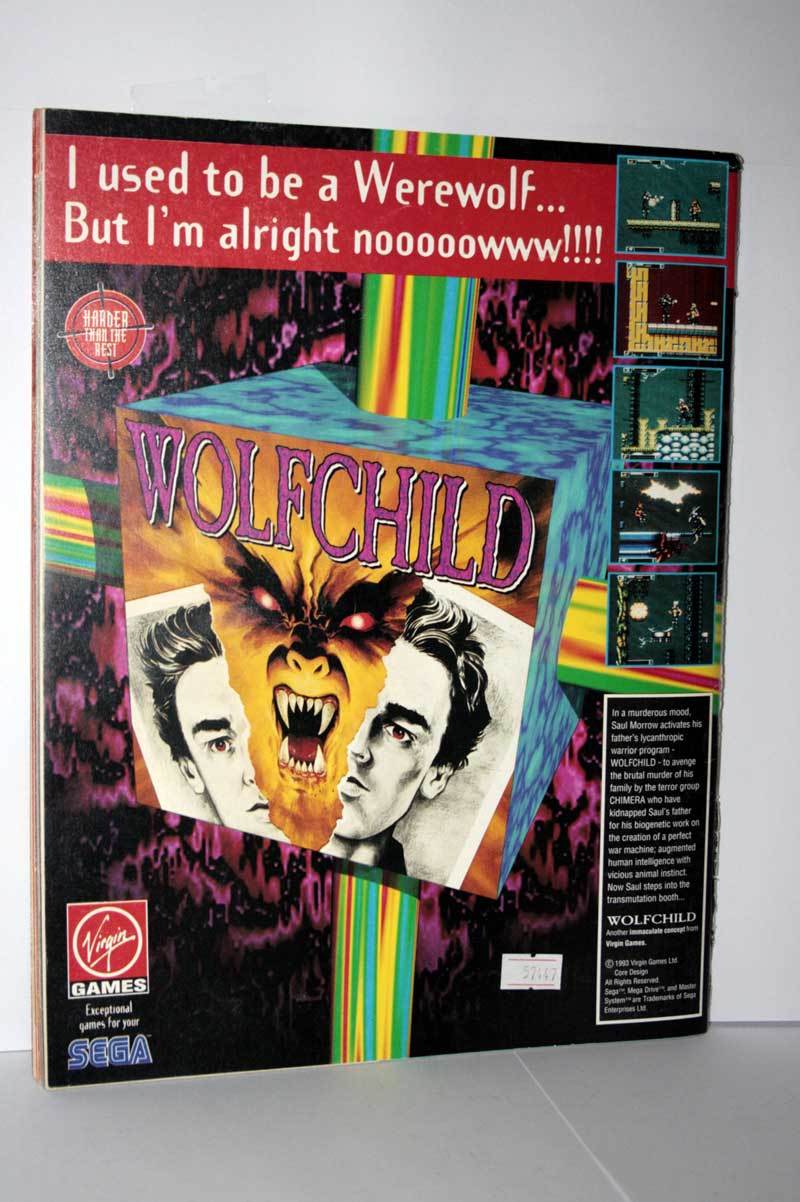 I used to be a Werewolf...
But I'm alright nooooowww!!!!
HARDER
THAN THE
REST
WOLFCHILD
In a murderous mood,
Saul Morrow activates his
father's lycanthropic
warrior program -
WOLFCHILD - to avenge
the brutal murder of his
family by the terror group
CHIMERA who have
kidnapped Saul's father
for his biogenetic work on
the creation of a perfect
war machine; augmented
human intelligence with
vicious animal instinct.
Now Saul steps into the
transmutation booth...
WOLFCHILD
Another immaculate concept from
Virgin Games.
© 1993 Virgin Games Ltd.
Core Design
All Rights Reserved.
Sega™, Mega Drive™, and Master
System™ are Trademarks of Sega
Enterprises Ltd.
Virgin
GAMES
Exceptional
games for your
SEGA™